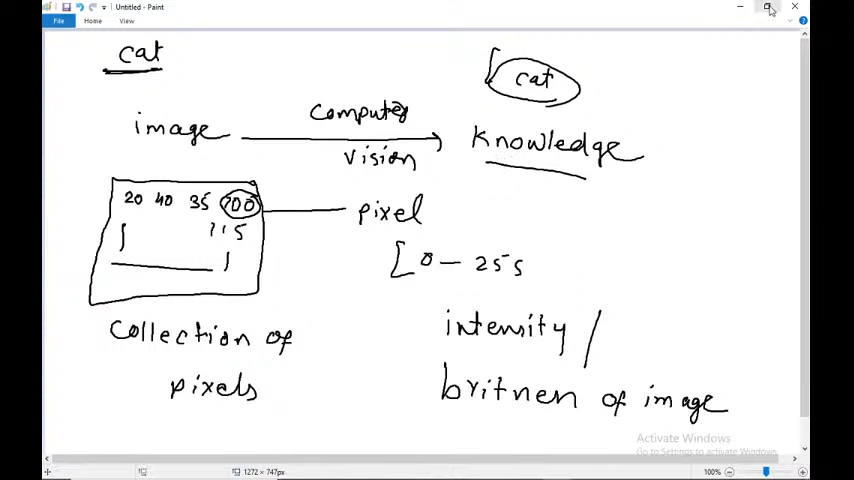 Untitled - Paint
File Home View
cat
cat
image
computer
vision
knowledge
20 40 35 100
115
pixel
[0 - 255
collection of
pixels
intensity /
britnen of image
Activate Windows
Go to Settings to activate Windows.
1272 × 747px
100%